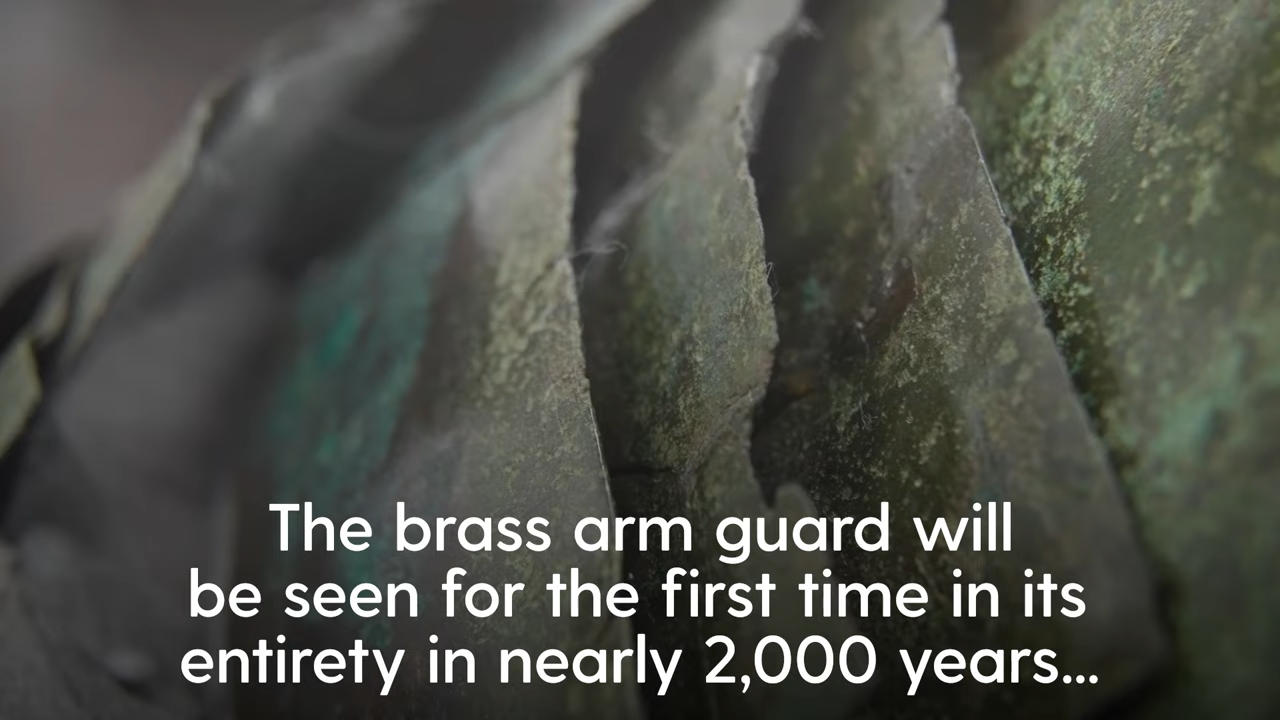 The brass arm guard will
be seen for the first time in its
entirety in nearly 2,000 years...